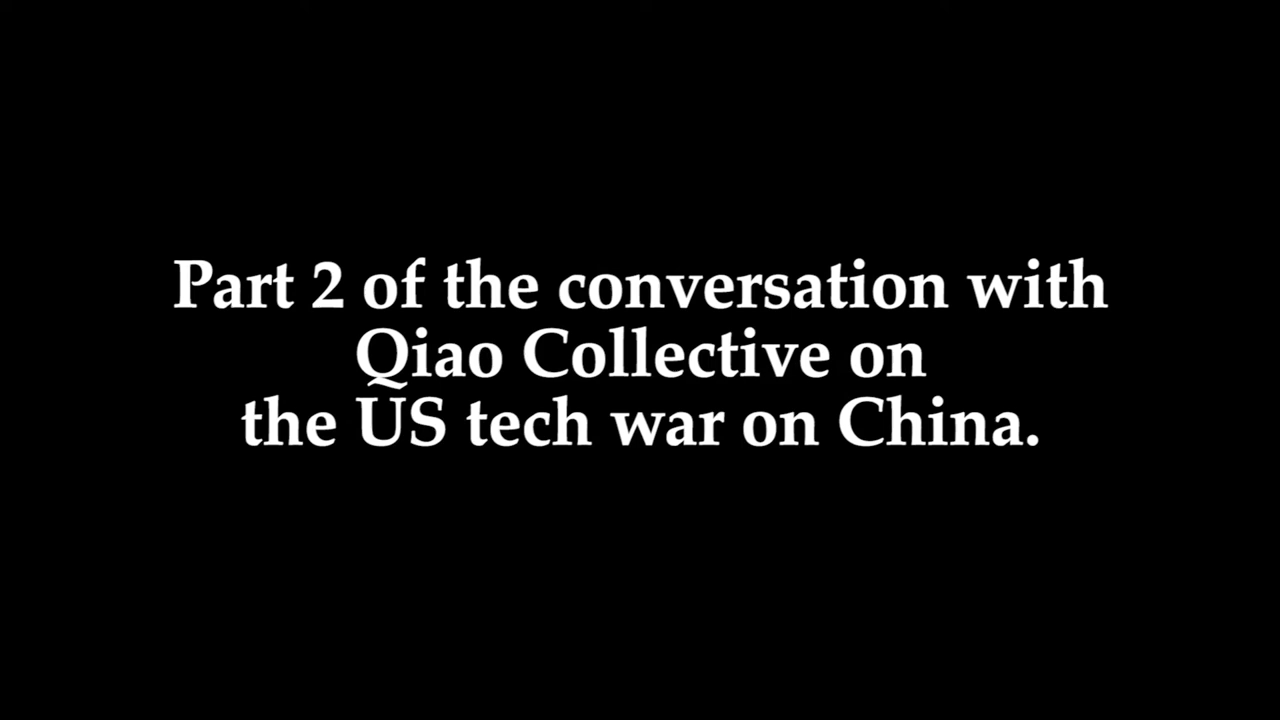 Part 2 of the conversation with
Qiao Collective on
the US tech war on China.